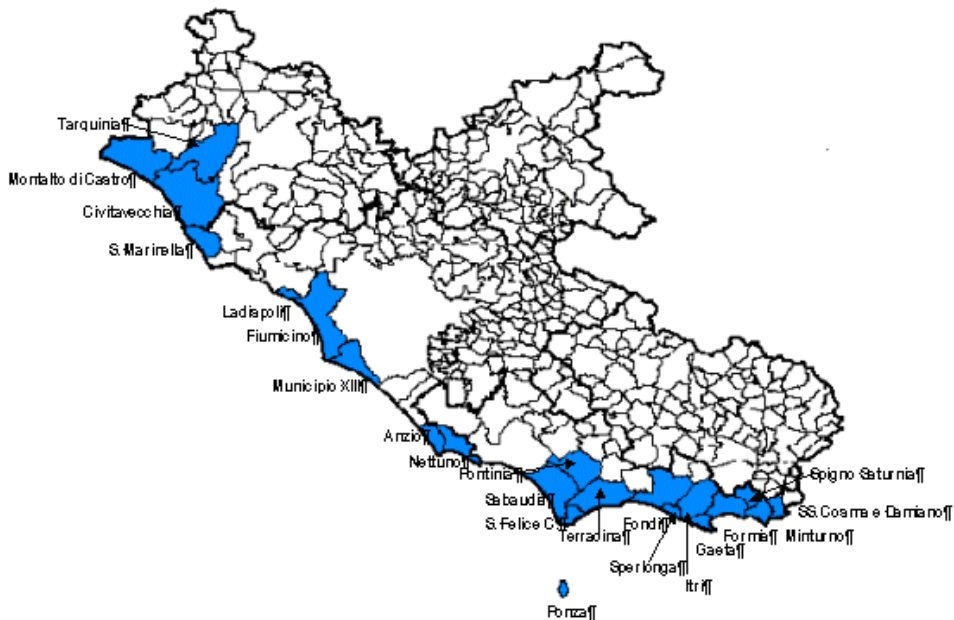 Tarquinia¶
Montalto di Castro¶
Civitavecchia¶
S. Marinella¶
Ladispoli¶
Fiumicino¶
Municipio XIII¶
Anzio¶
Nettuno¶
Pontinia¶
Spigno Saturnia¶
Sabaudia¶
SS. Cosma e Damiano¶
S. Felice C.¶
Terracina¶
Fondi¶
Formia¶
Minturno¶
Gaeta¶
Sperlonga¶
Itri¶
Ponza¶